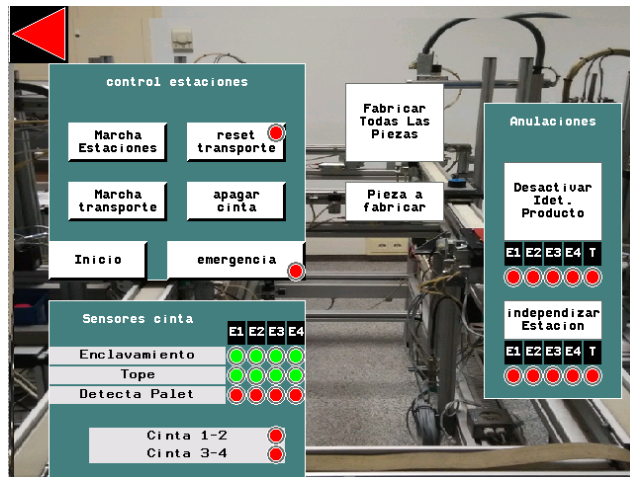 control estaciones
Marcha
Estaciones
reset
transporte
Marcha
transporte
apagar
cinta
Inicio
emergencia
Fabricar
Todas Las
Piezas
Pieza a
fabricar
Anulaciones
Desactivar
Idet.
Producto
E1 E2 E3 E4 T
independizar
Estacion
E1 E2 E3 E4 T
Sensores cinta
E1 E2 E3 E4
Enclavamiento
Tope
Detecta Palet
Cinta 1-2
Cinta 3-4